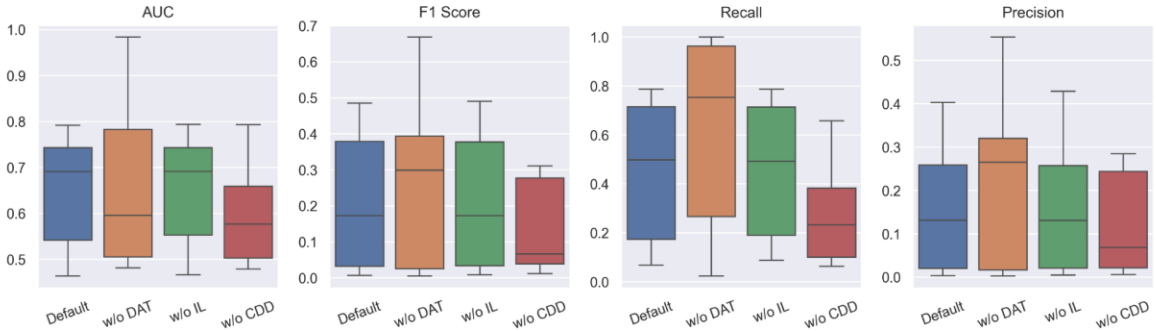 AUC
1.0
0.9
0.8
0.7
0.6
0.5
Default
w/o DAT
w/o IL
w/o CDD
F1 Score
0.7
0.6
0.5
0.4
0.3
0.2
0.1
0.0
Default
w/o DAT
w/o IL
w/o CDD
Recall
1.0
0.8
0.6
0.4
0.2
0.0
Default
w/o DAT
w/o IL
w/o CDD
Precision
0.5
0.4
0.3
0.2
0.1
0.0
Default
w/o DAT
w/o IL
w/o CDD